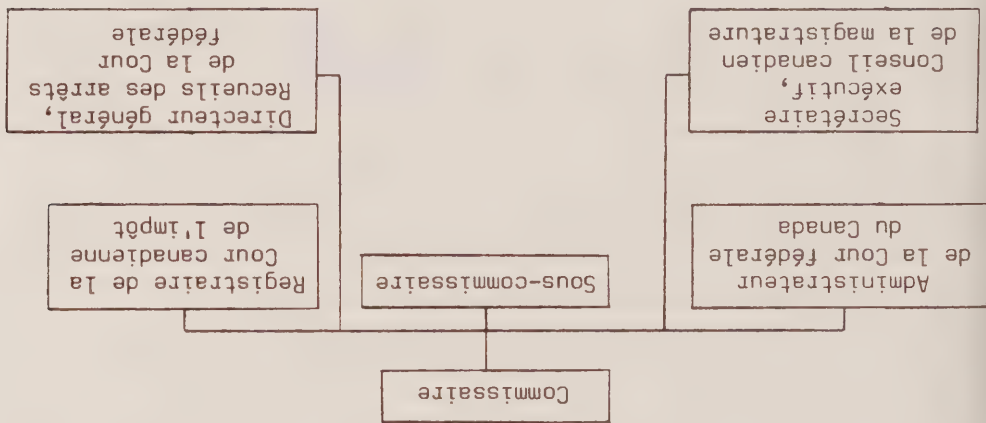 Commissaire
Administrateur
de la Cour fédérale
du Canada
Sous-commissaire
Registraire de la
Cour canadienne
de l'impôt
Secrétaire
exécutif,
Conseil canadien
de la magistrature
Directeur général,
Recueils des arrêts
de la Cour
fédérale